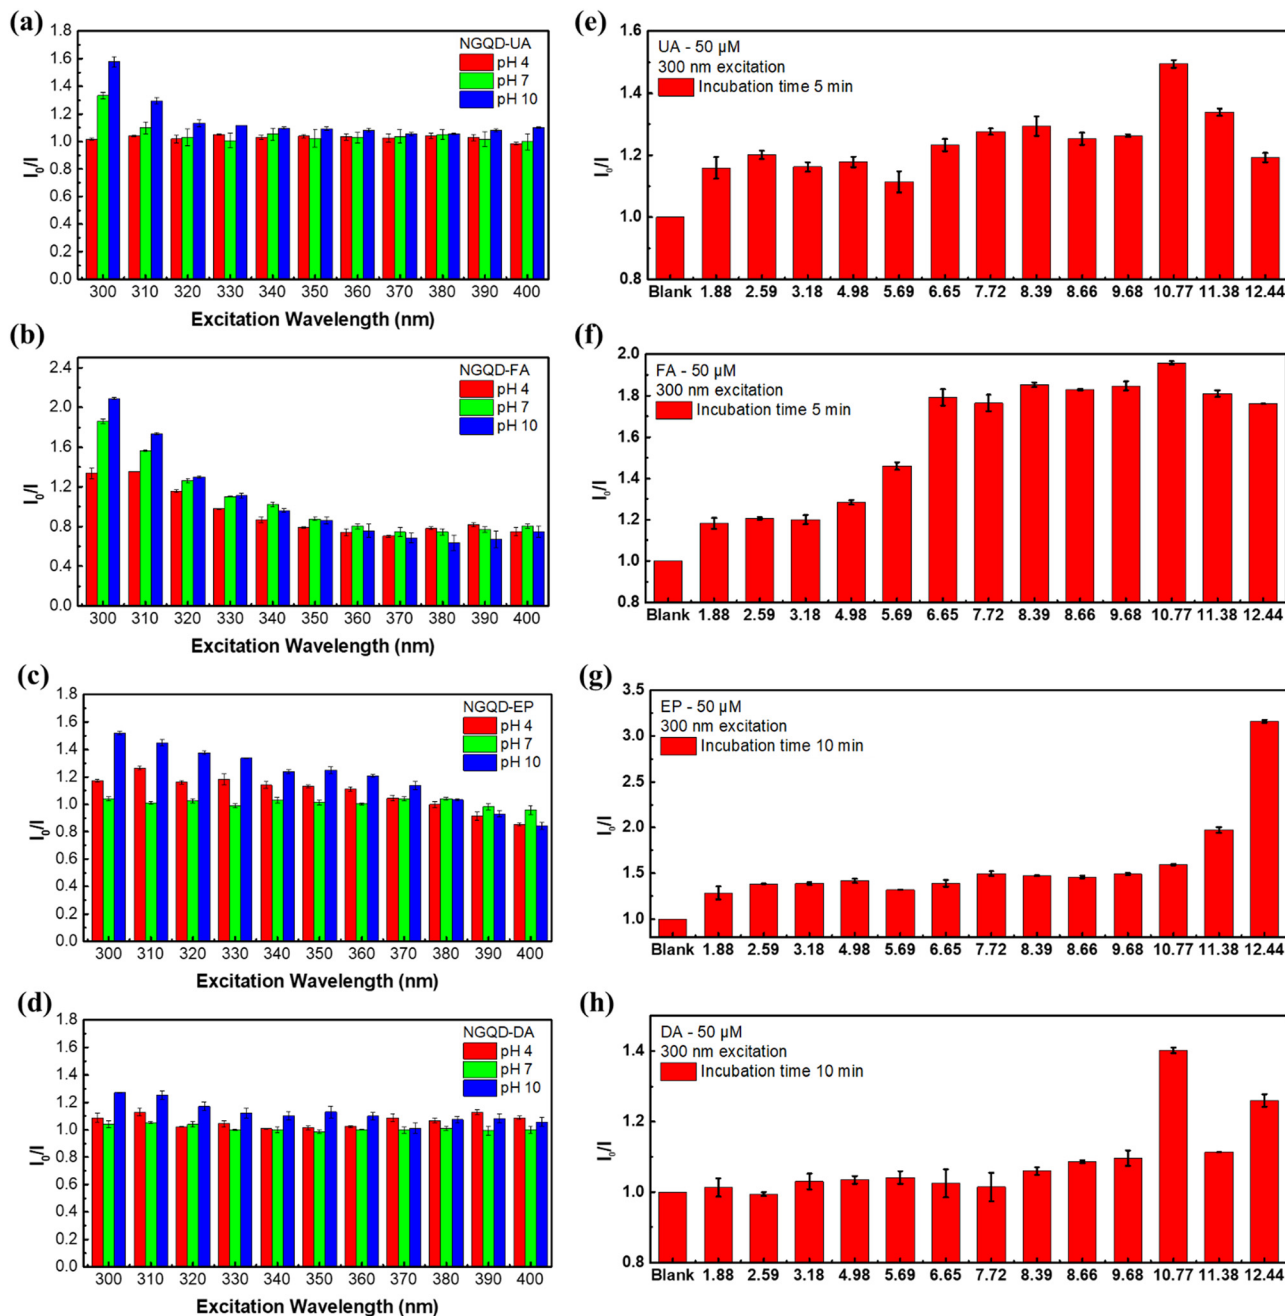 (a)
NGQD-UA
pH 4
pH 7
pH 10
I₀/I
1.8
1.6
1.4
1.2
1.0
0.8
0.6
0.4
0.2
0.0
300 310 320 330 340 350 360 370 380 390 400
Excitation Wavelength (nm)
(e)
UA - 50 µM
300 nm excitation
Incubation time 5 min
I₀/I
1.6
1.4
1.2
1.0
0.8
Blank 1.88 2.59 3.18 4.98 5.69 6.65 7.72 8.39 8.66 9.68 10.77 11.38 12.44
(b)
NGQD-FA
pH 4
pH 7
pH 10
I₀/I
2.4
2.0
1.6
1.2
0.8
0.4
0.0
300 310 320 330 340 350 360 370 380 390 400
Excitation Wavelength (nm)
(f)
FA - 50 µM
300 nm excitation
Incubation time 5 min
I₀/I
2.0
1.8
1.6
1.4
1.2
1.0
0.8
Blank 1.88 2.59 3.18 4.98 5.69 6.65 7.72 8.39 8.66 9.68 10.77 11.38 12.44
(c)
NGQD-EP
pH 4
pH 7
pH 10
I₀/I
1.8
1.6
1.4
1.2
1.0
0.8
0.6
0.4
0.2
0.0
300 310 320 330 340 350 360 370 380 390 400
Excitation Wavelength (nm)
(g)
EP - 50 µM
300 nm excitation
Incubation time 10 min
I₀/I
3.5
3.0
2.5
2.0
1.5
1.0
Blank 1.88 2.59 3.18 4.98 5.69 6.65 7.72 8.39 8.66 9.68 10.77 11.38 12.44
(d)
NGQD-DA
pH 4
pH 7
pH 10
I₀/I
1.8
1.6
1.4
1.2
1.0
0.8
0.6
0.4
0.2
0.0
300 310 320 330 340 350 360 370 380 390 400
Excitation Wavelength (nm)
(h)
DA - 50 µM
300 nm excitation
Incubation time 10 min
I₀/I
1.4
1.2
1.0
0.8
Blank 1.88 2.59 3.18 4.98 5.69 6.65 7.72 8.39 8.66 9.68 10.77 11.38 12.44